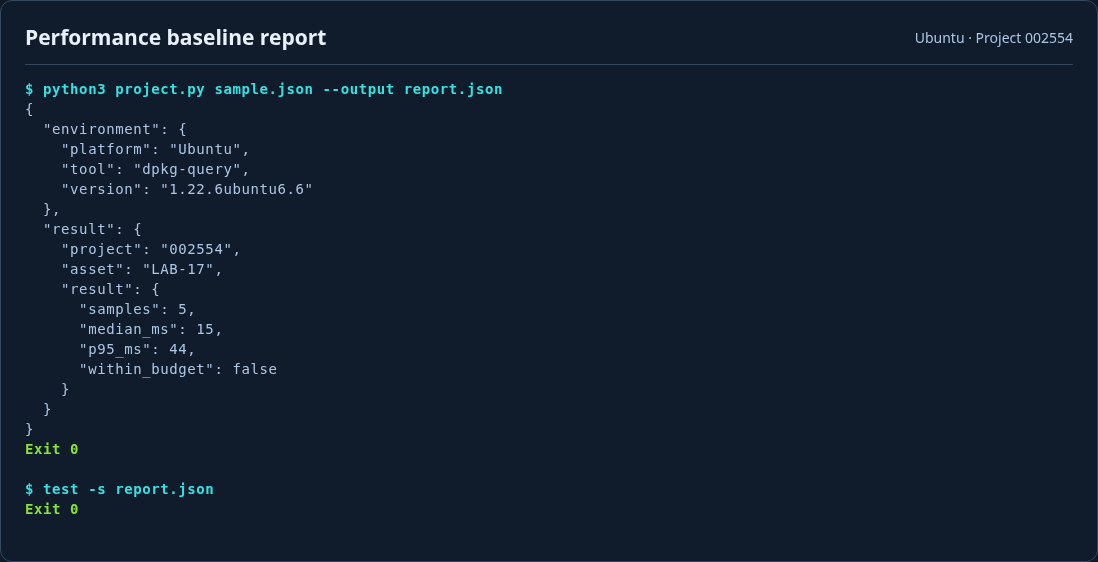 Performance baseline report
Ubuntu · Project 002554
$ python3 project.py sample.json --output report.json
{
  "environment": {
    "platform": "Ubuntu",
    "tool": "dpkg-query",
    "version": "1.22.6ubuntu6.6"
  },
  "result": {
    "project": "002554",
    "asset": "LAB-17",
    "result": {
      "samples": 5,
      "median_ms": 15,
      "p95_ms": 44,
      "within_budget": false
    }
  }
}
Exit 0
$ test -s report.json
Exit 0